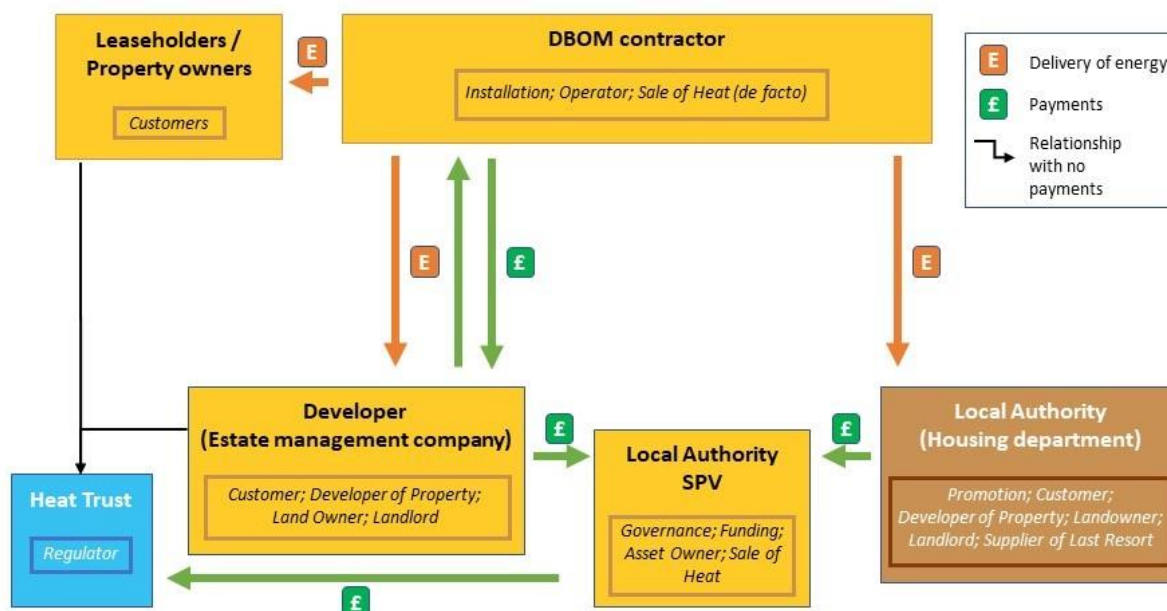 Leaseholders /
Property owners
Customers
E
DBOM contractor
Installation; Operator; Sale of Heat (de facto)
E Delivery of energy
£ Payments
Relationship
with no
payments
E
£
E
Developer
(Estate management company)
Customer; Developer of Property;
Land Owner; Landlord
£
Local Authority
SPV
Governance; Funding;
Asset Owner; Sale of
Heat
£
Local Authority
(Housing department)
Promotion; Customer;
Developer of Property; Landowner;
Landlord; Supplier of Last Resort
Heat Trust
Regulator
£